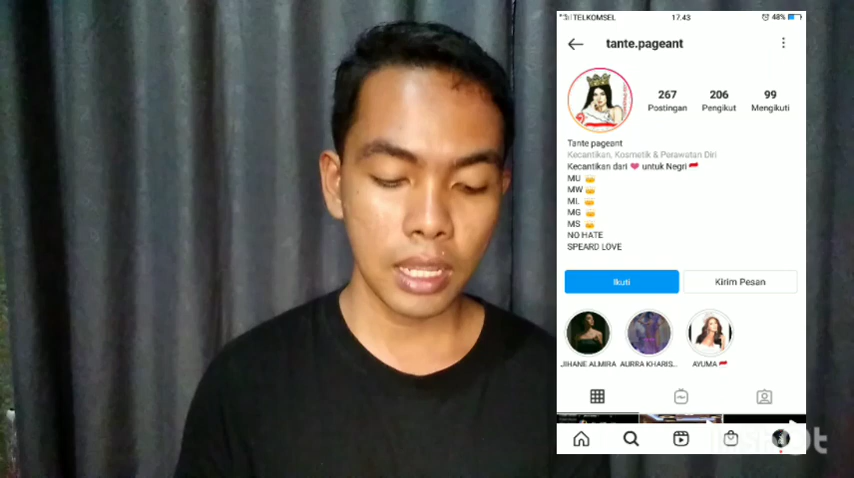 TELKOMSEL 17.43 48%
tante.pageant
267 206 99
Postingan Pengikut Mengikuti
Tante pageant
Kecantikan, Kosmetik & Perawatan Diri
Kecantikan dari ❤ untuk Negri 🇮🇩
MU 👑
MW 👑
ML 👑
MG 👑
MS 👑
NO HATE
SPEARD LOVE
Ikuti Kirim Pesan
JIHANE ALMIRA AURRA KHARIS... AYUMA 🇮🇩